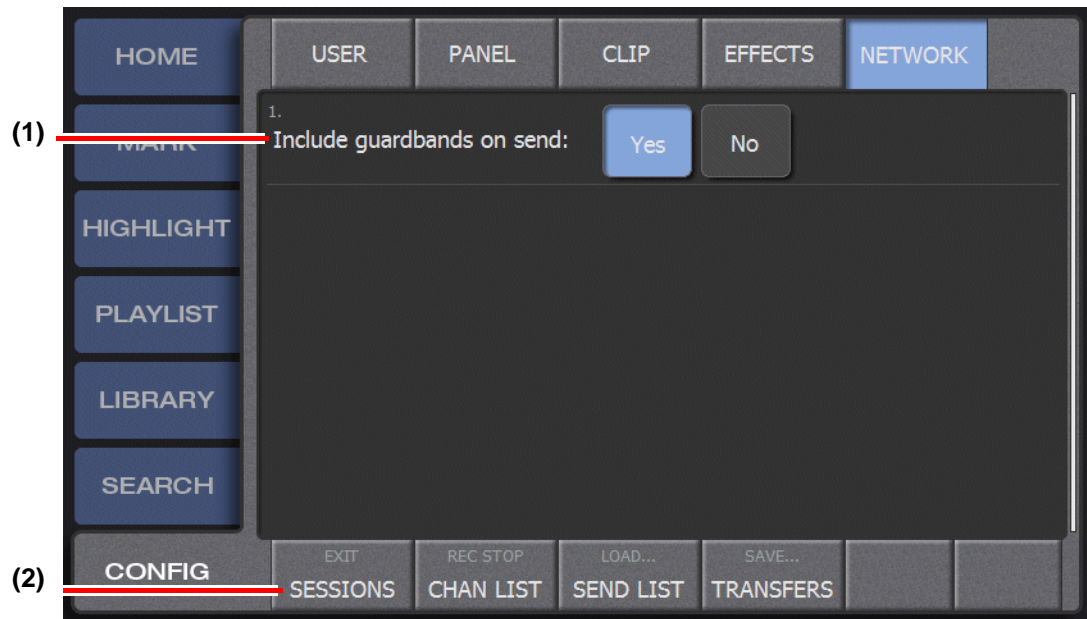 HOME
USER PANEL CLIP EFFECTS NETWORK
1.
(1)
Include guardbands on send: Yes No
MARK
HIGHLIGHT
PLAYLIST
LIBRARY
SEARCH
(2)
CONFIG
EXIT REC STOP LOAD... SAVE...
SESSIONS CHAN LIST SEND LIST TRANSFERS